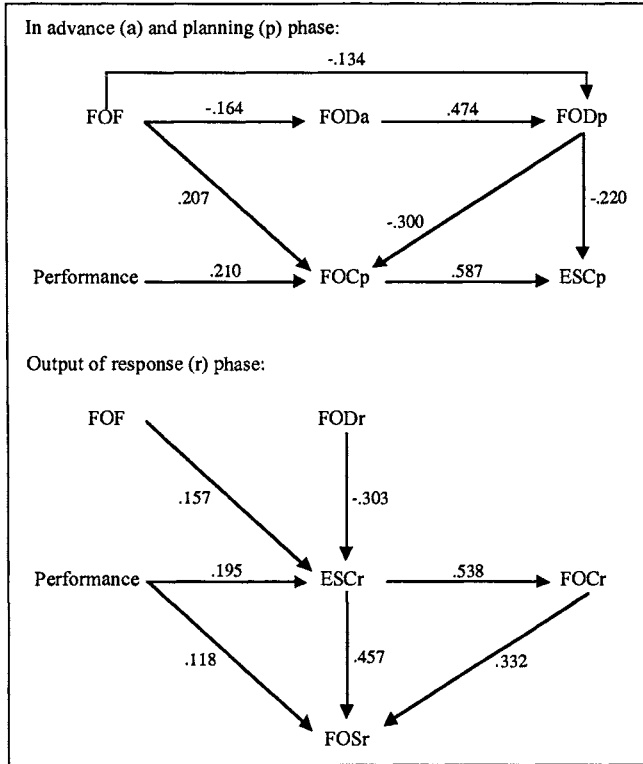 In advance (a) and planning (p) phase:
-.134
FOF -.164 FODa .474 FODp
.207 -.300 -.220
Performance .210 FOCp .587 ESCp
Output of response (r) phase:
FOF FODr
.157 -.303
Performance .195 ESCr .538 FOCr
.118 .457 .332
FOSr